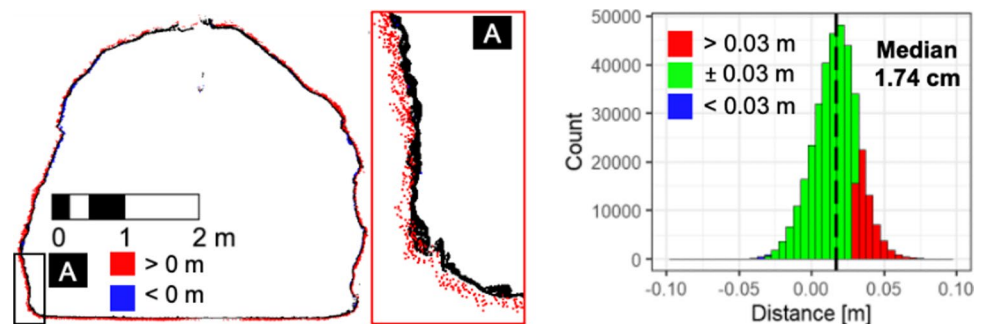 A
0 1 2 m
> 0 m
< 0 m
A
A
50000
40000
30000
20000
10000
0
Count
> 0.03 m
± 0.03 m
< 0.03 m
Median
1.74 cm
-0.10 -0.05 0.00 0.05 0.10
Distance [m]